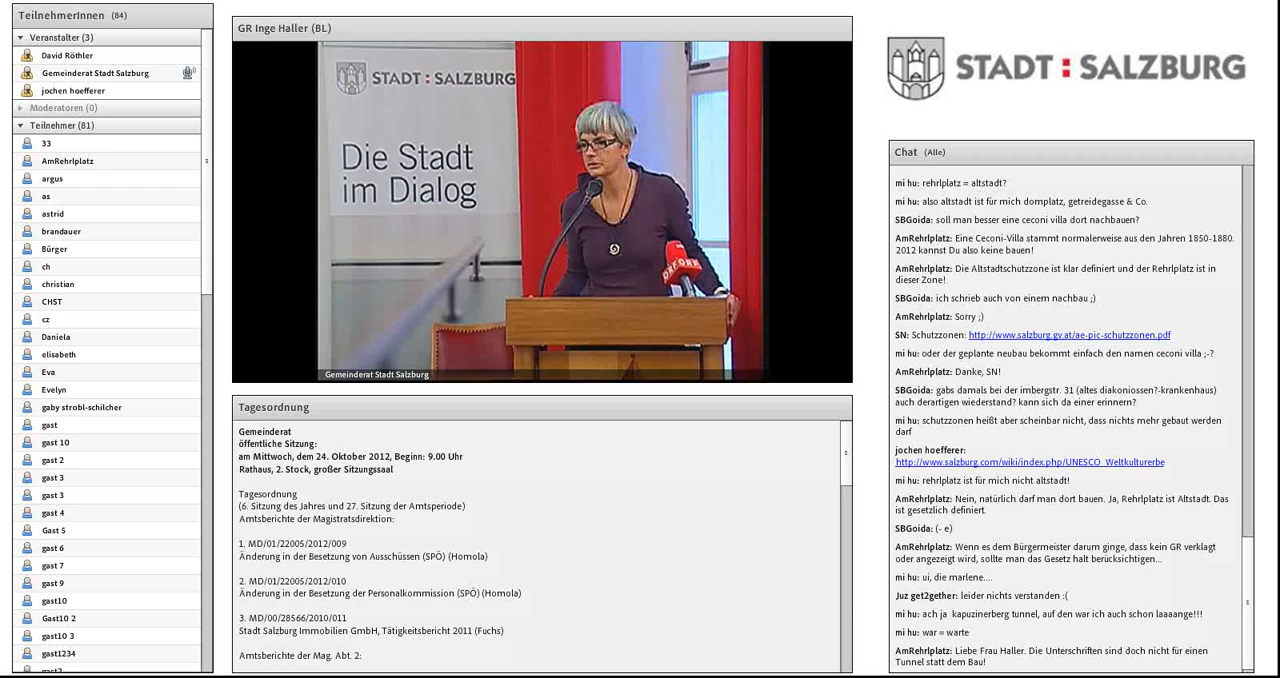 TeilnehmerInnen (84)
Veranstalter (3)
David Röthler
Gemeinderat Stadt Salzburg
jochen hoefferer
Moderatoren (0)
Teilnehmer (81)
33
AmRehrlplatz
argus
as
astrid
brandauer
Bürger
ch
christian
CHST
cz
Daniela
elisabeth
Eva
Evelyn
gaby strobl-schilcher
gast
gast 10
gast 2
gast 3
gast 3
gast 4
Gast 5
gast 6
gast 7
gast 9
gast10
Gast10 2
gast10 3
gast1234
gast2
GR Inge Haller (BL)
STADT : SALZBURG
Die Stadt
im Dialog
ORF
ORF
Gemeinderat Stadt Salzburg
Tagesordnung
Gemeinderat
öffentliche Sitzung:
am Mittwoch, dem 24. Oktober 2012, Beginn: 9.00 Uhr
Rathaus, 2. Stock, großer Sitzungssaal
Tagesordnung
(6. Sitzung des Jahres und 27. Sitzung der Amtsperiode)
Amtsberichte der Magistratsdirektion:
1. MD/01/22005/2012/009
Änderung in der Besetzung von Ausschüssen (SPÖ) (Homola)
2. MD/01/22005/2012/010
Änderung in der Besetzung der Personalkommission (SPÖ) (Homola)
3. MD/00/28566/2010/011
Stadt Salzburg Immobilien GmbH, Tätigkeitsbericht 2011 (Fuchs)
Amtsberichte der Mag. Abt. 2:
STADT : SALZBURG
Chat (Alle)
mi hu: rehrlplatz = altstadt?
mi hu: also altstadt ist für mich domplatz, getreidegasse & Co.
SBGoida: soll man besser eine ceconi villa dort nachbauen?
AmRehrlplatz: Eine Ceconi-Villa stammt normalerweise aus den Jahren 1850-1880.
2012 kannst Du also keine bauen!
AmRehrlplatz: Die Altstadtschutzzone ist klar definiert und der Rehrlplatz ist in
dieser Zone!
SBGoida: ich schrieb auch von einem nachbau ;)
AmRehrlplatz: Sorry ;)
SN: Schutzzonen: http://www.salzburg.gv.at/ae-pic-schutzzonen.pdf
mi hu: oder der geplante neubau bekommt einfach den namen ceconi villa ;-?
AmRehrlplatz: Danke, SN!
SBGoida: gabs damals bei der imbergstr. 31 (altes diakoniossen?-krankenhaus)
auch derartigen wiederstand? kann sich da einer erinnern?
mi hu: schutzzonen heißt aber scheinbar nicht, dass nichts mehr gebaut werden
darf
jochen hoefferer:
http://www.salzburg.com/wiki/index.php/UNESCO_Weltkulturerbe
mi hu: rehrlplatz ist für mich nicht altstadt!
AmRehrlplatz: Nein, natürlich darf man dort bauen. Ja, Rehrlplatz ist Altstadt. Das
ist gesetzlich definiert.
SBGoida: (- e)
AmRehrlplatz: Wenn es dem Bürgermeister darum ginge, dass kein GR verklagt
oder angezeigt wird, sollte man das Gesetz halt berücksichtigen...
mi hu: ui, die marlene....
Juz get2gether: leider nichts verstanden :(
mi hu: ach ja kapuzinerberg tunnel, auf den war ich auch schon laaaange!!!
mi hu: war = warte
AmRehrlplatz: Liebe Frau Haller. Die Unterschriften sind doch nicht für einen
Tunnel statt dem Bau!